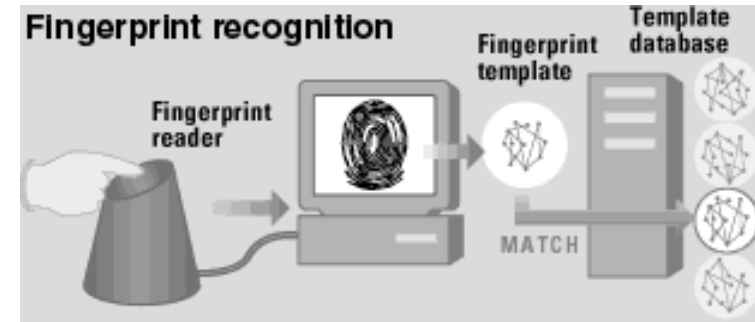 Fingerprint recognition
Fingerprint
reader
Fingerprint
template
Template
database
MATCH